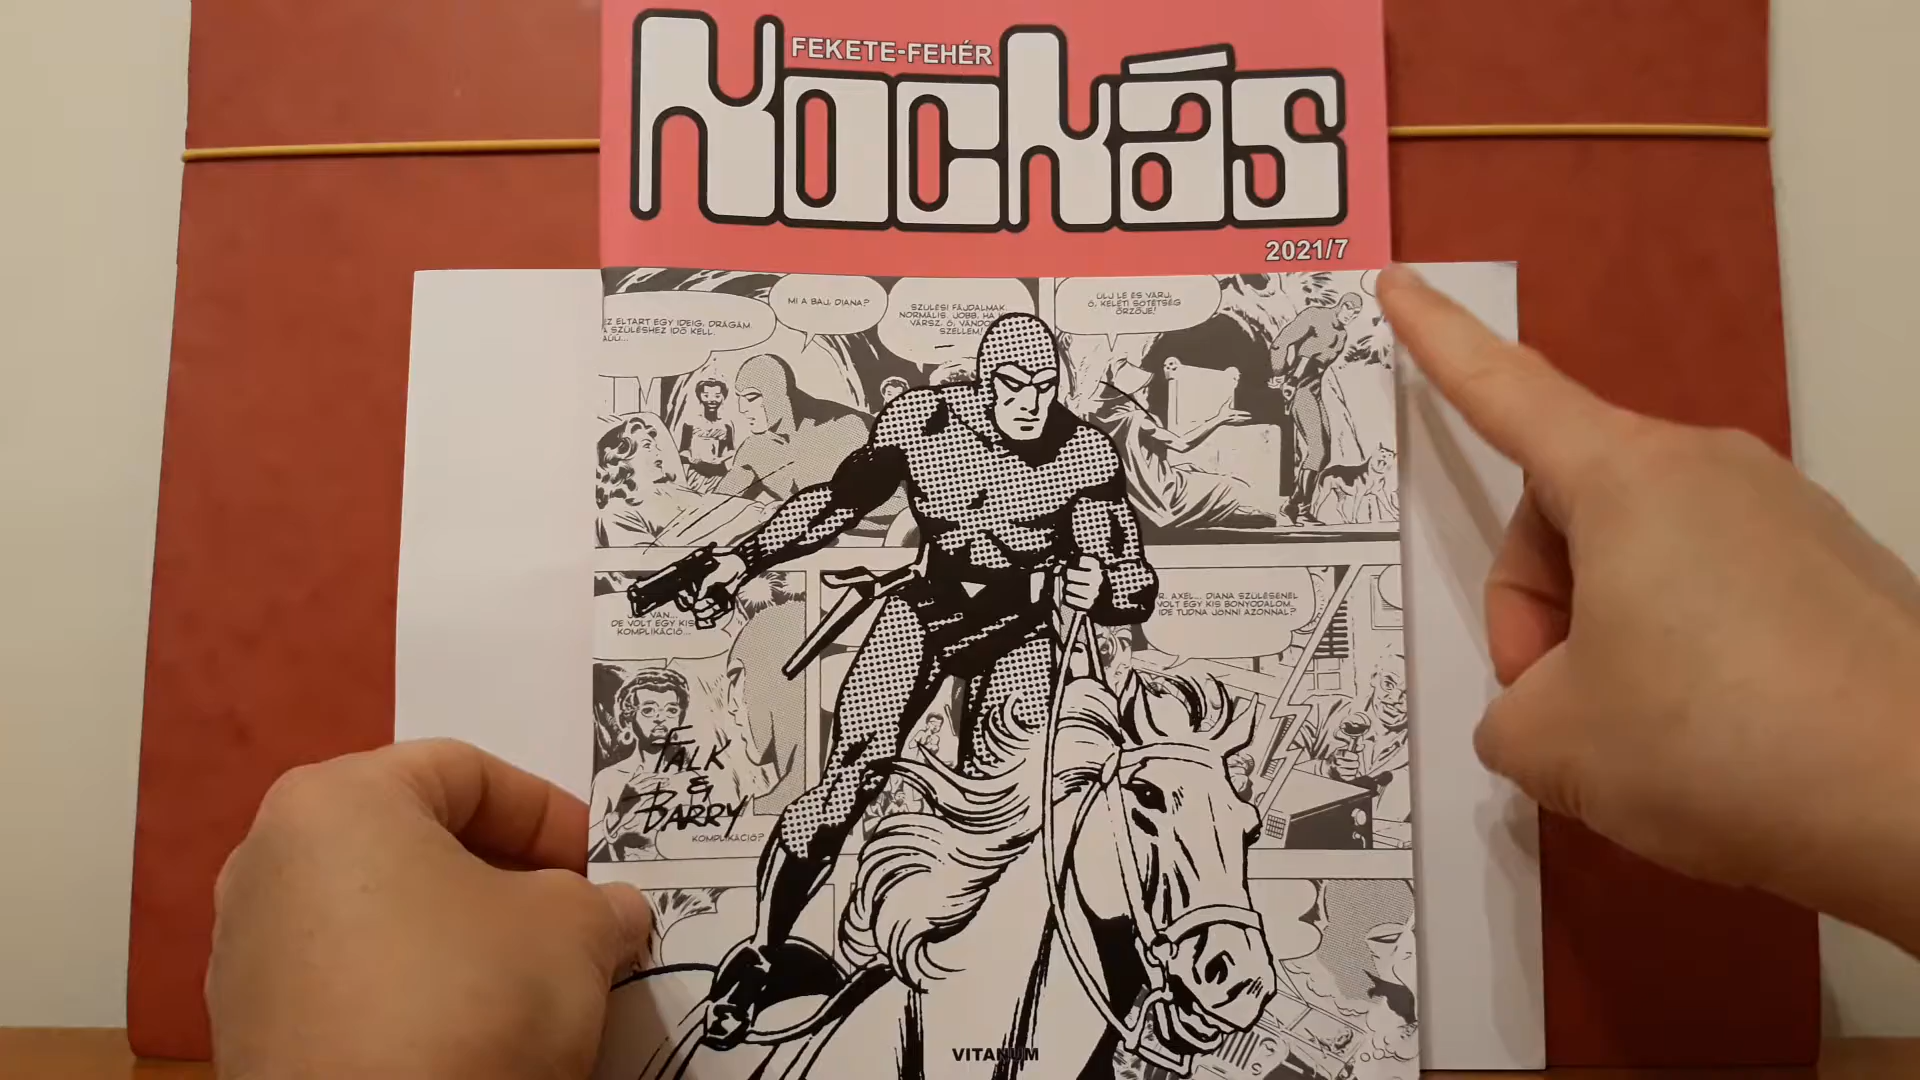 FEKETE-FEHÉR
Kockás
2021/7
EZ ELTART EGY IDEIG, DRÁGÁM.
A SZÜLÉSHEZ IDŐ KELL.
MI A BAJ, DIANA?
SZÜLÉSI FÁJDALMAK.
NORMÁLIS. JOBB, HA K
VÁRSZ, Ó, VÁNDO
SZELLEM!
ÜLJ LE ÉS VÁRJ,
Ó, KELETI SÖTÉTSÉG
ŐRZŐJE!
VAN...
DE VOLT EGY KIS
KOMPLIKÁCIÓ...
R. AXEL... DIANA SZÜLÉSÉNÉL
VOLT EGY KIS BONYODALOM.
IDE TUDNA JÖNNI AZONNAL?
FALK
&
BARRY
KOMPLIKÁCIÓ?
VITANUM